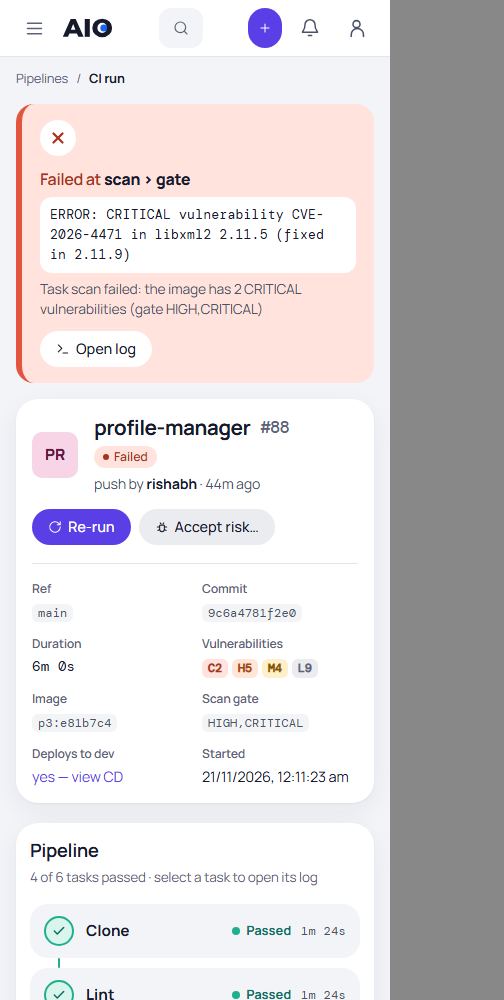 AIO
Pipelines / CI run
Failed at scan › gate
ERROR: CRITICAL vulnerability CVE-
2026-4471 in libxml2 2.11.5 (fixed
in 2.11.9)
Task scan failed: the image has 2 CRITICAL
vulnerabilities (gate HIGH,CRITICAL)
Open log
PR
profile-manager #88
Failed
push by rishabh · 44m ago
Re-run
Accept risk…
Ref
main
Commit
9c6a4781f2e0
Duration
6m 0s
Vulnerabilities
C2 H5 M4 L9
Image
p3:e81b7c4
Scan gate
HIGH,CRITICAL
Deploys to dev
yes — view CD
Started
21/11/2026, 12:11:23 am
Pipeline
4 of 6 tasks passed · select a task to open its log
Clone Passed 1m 24s
Lint Passed 1m 24s